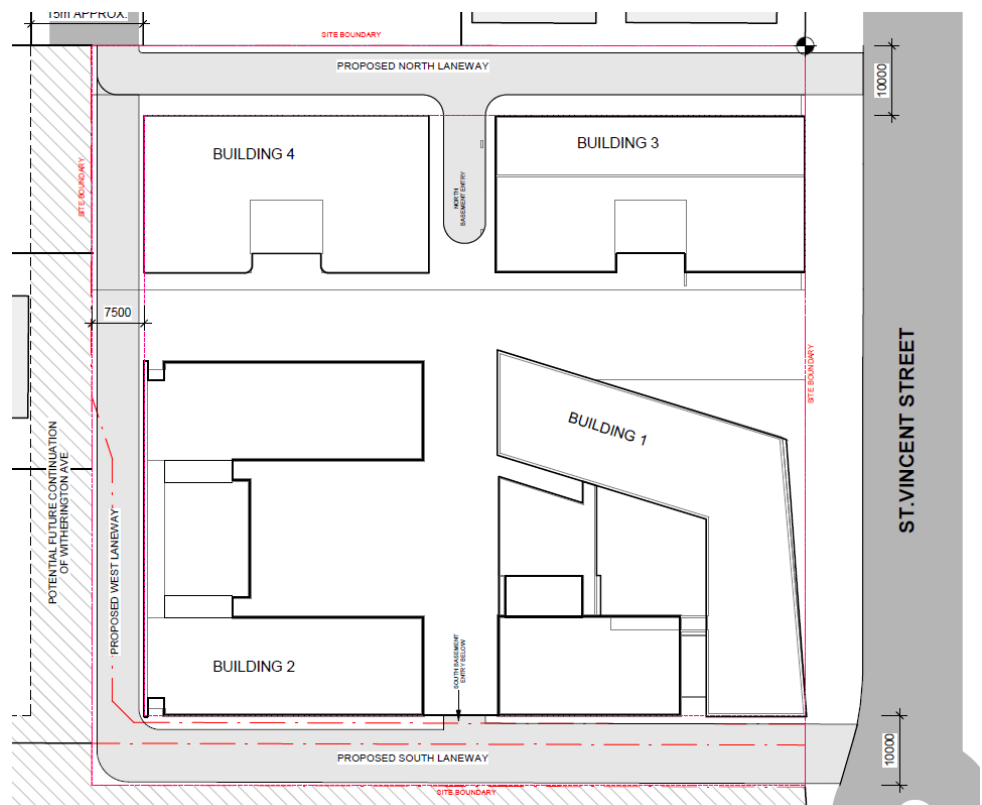 15m APPROX.
SITE BOUNDARY
PROPOSED NORTH LANEWAY
10000
BUILDING 4
BUILDING 3
SITE BOUNDARY
NORTH
BASEMENT ENTRY
7500
ST.VINCENT STREET
SITE BOUNDARY
BUILDING 1
POTENTIAL FUTURE CONTINUATION
OF WITHERINGTON AVE
PROPOSED WEST LANEWAY
BUILDING 2
SOUTH BASEMENT
ENTRY BELOW
10000
PROPOSED SOUTH LANEWAY
SITE BOUNDARY